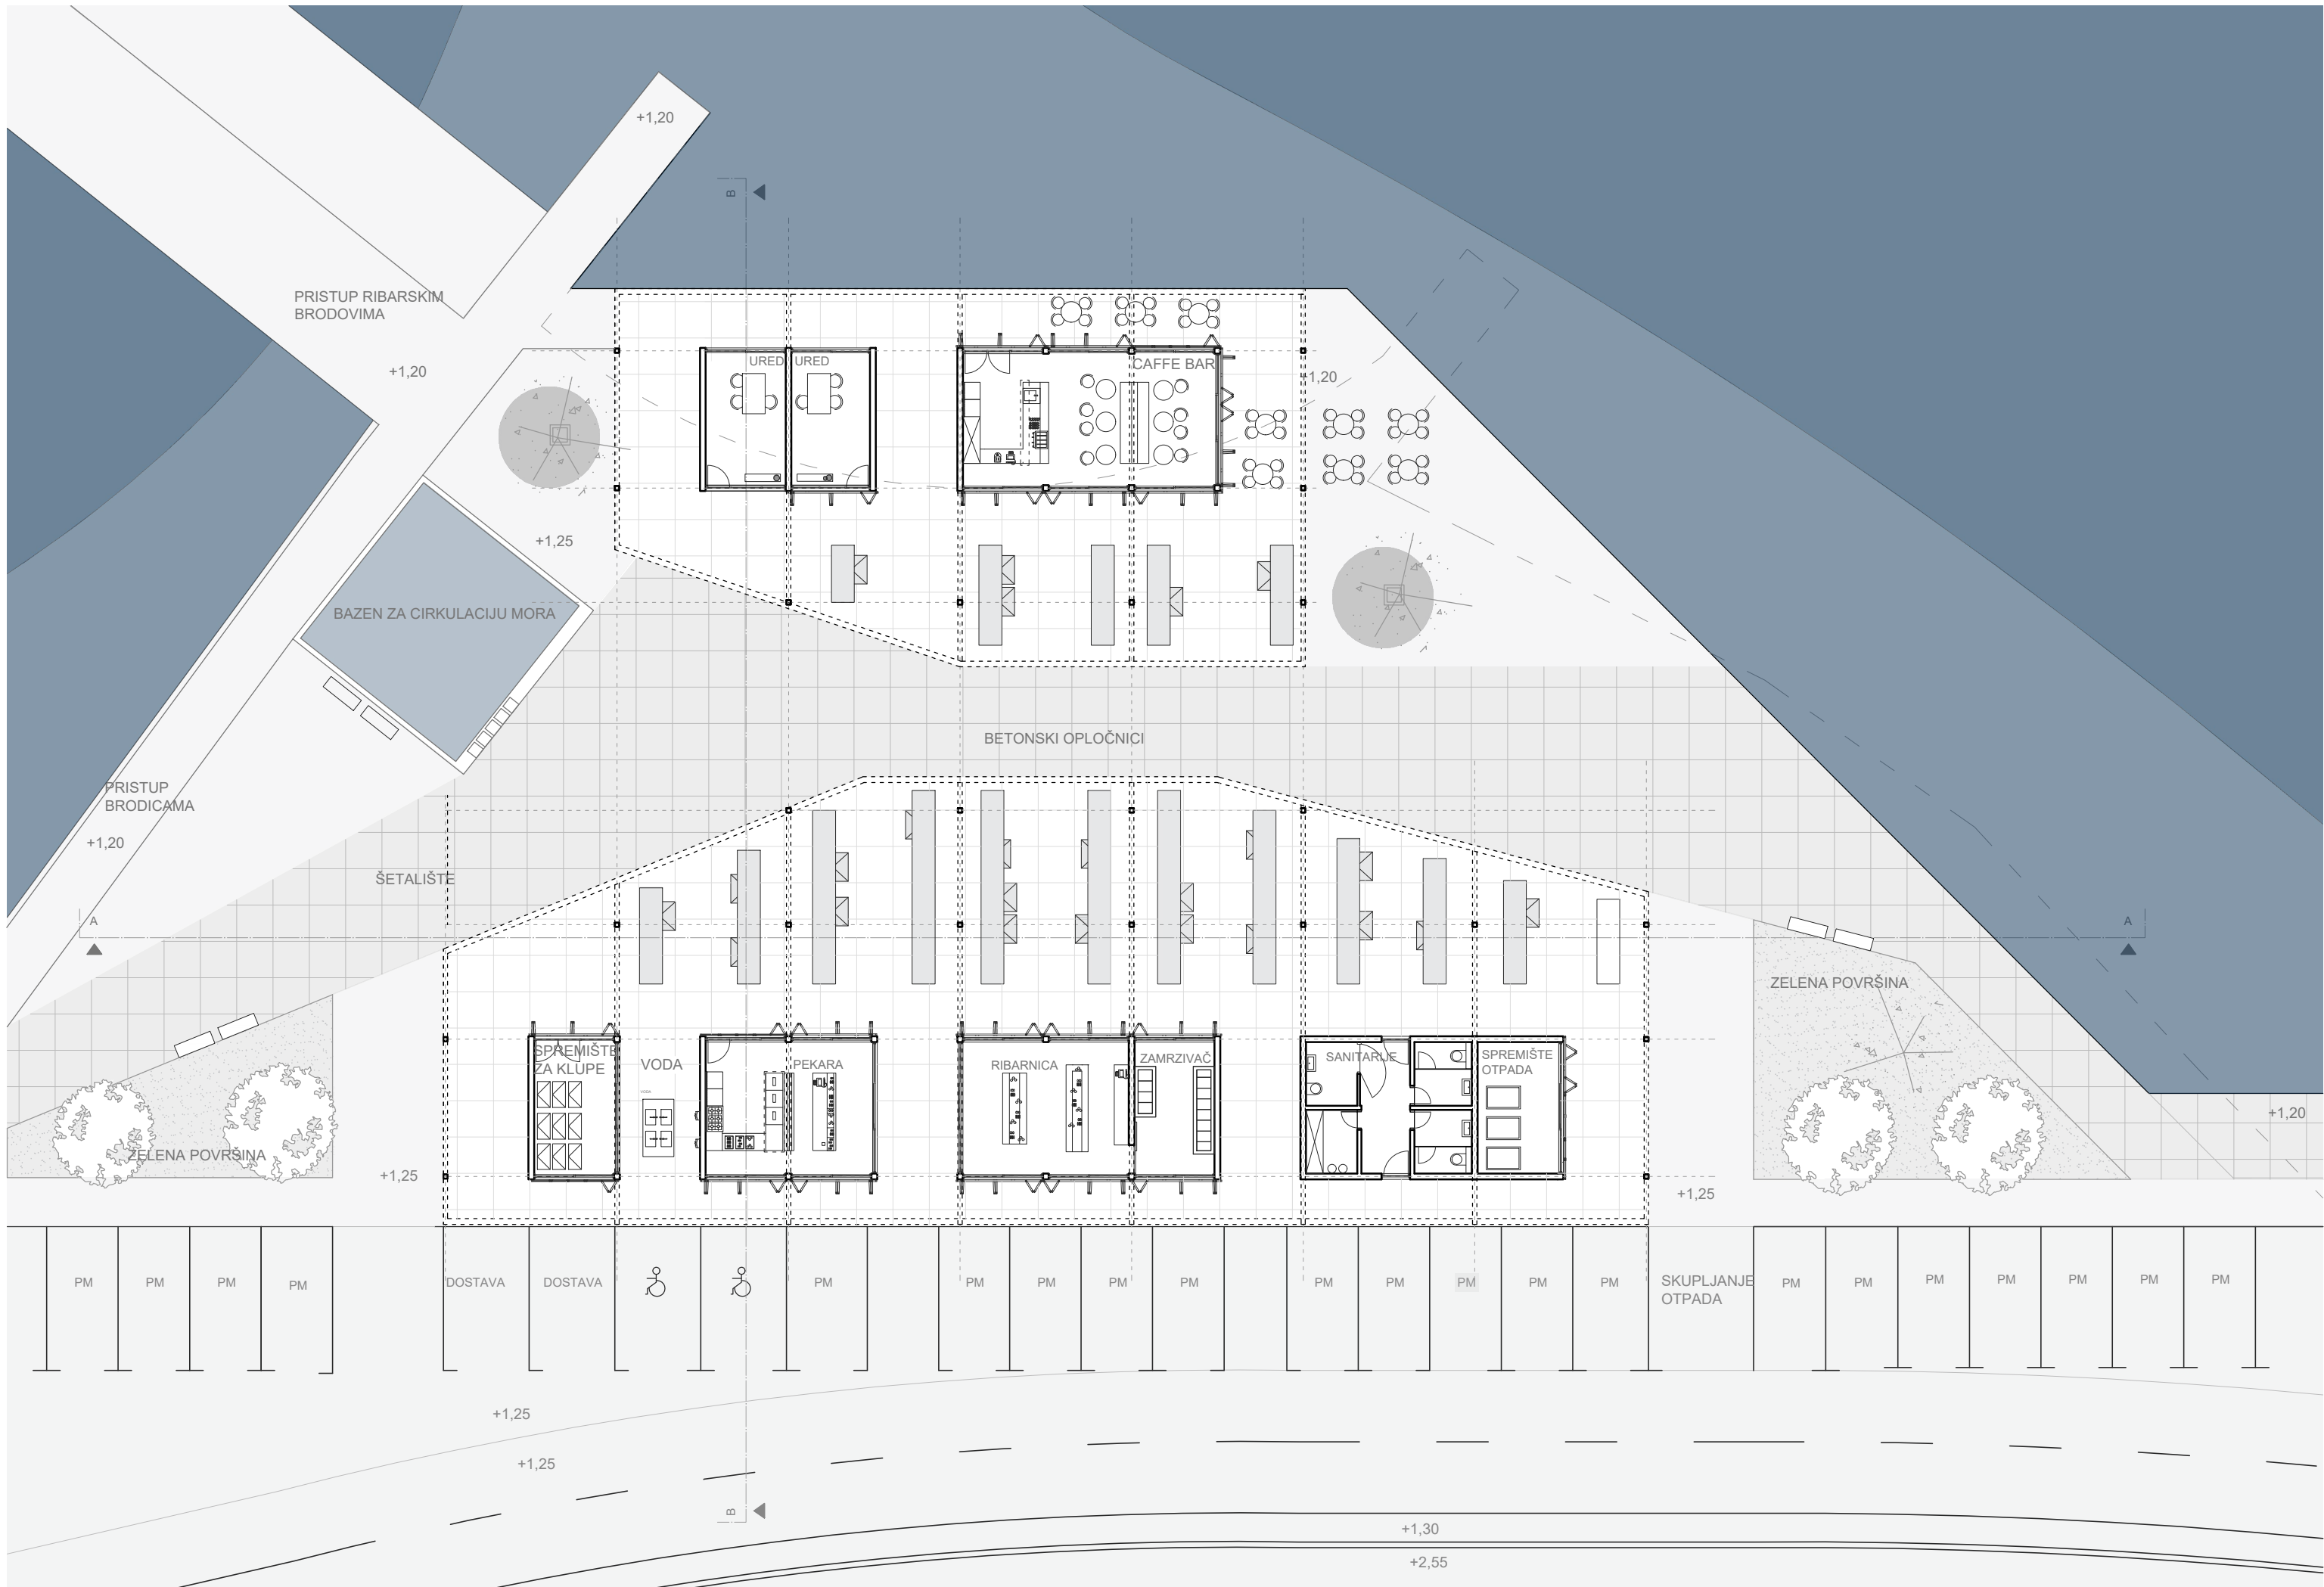 +1,20
B
PRISTUP RIBARSKIM
BRODOVIMA
URED
URED
CAFFE BAR
+1,20
+1,20
+1,25
BAZEN ZA CIRKULACIJU MORA
BETONSKI OPLOČNICI
PRISTUP
BRODICAMA
+1,20
ŠETALIŠTE
A
A
ZELENA POVRŠINA
SPREMIŠTE
ZA KLUPE
VODA
VODA
PEKARA
RIBARNICA
ZAMRZIVAČ
SANITARIJE
SPREMIŠTE
OTPADA
+1,20
ZELENA POVRŠINA
+1,25
+1,25
PM
PM
PM
PM
DOSTAVA
DOSTAVA
PM
PM
PM
PM
PM
PM
PM
PM
PM
PM
SKUPLJANJE
OTPADA
PM
PM
PM
PM
PM
PM
PM
+1,25
+1,25
B
+1,30
+2,55